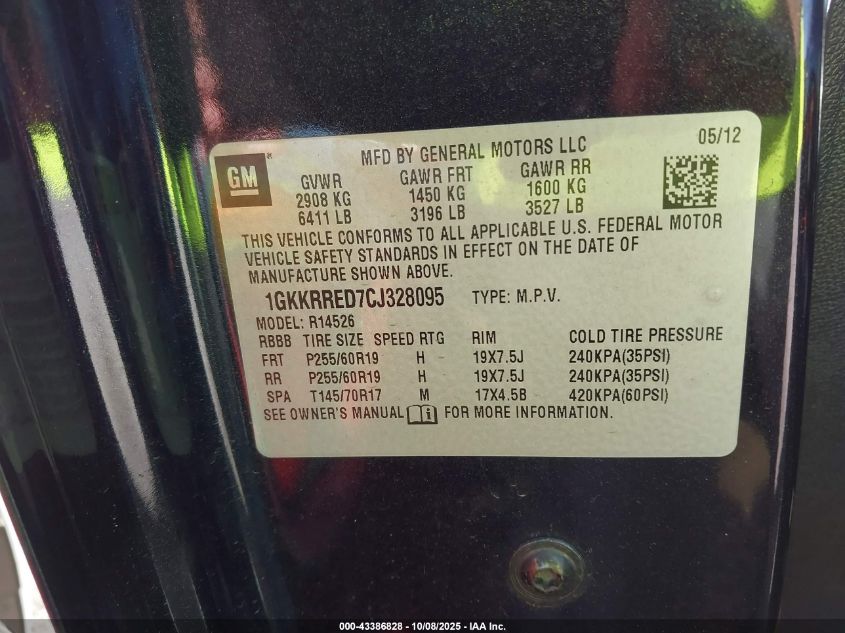 GM
MFD BY GENERAL MOTORS LLC 05/12
GVWR GAWR FRT GAWR RR
2908 KG 1450 KG 1600 KG
6411 LB 3196 LB 3527 LB
THIS VEHICLE CONFORMS TO ALL APPLICABLE U.S. FEDERAL MOTOR
VEHICLE SAFETY STANDARDS IN EFFECT ON THE DATE OF
MANUFACTURE SHOWN ABOVE.
1GKKRRED7CJ328095 TYPE: M.P.V.
MODEL: R14526
RBBB TIRE SIZE SPEED RTG RIM COLD TIRE PRESSURE
FRT P255/60R19 H 19X7.5J 240KPA(35PSI)
RR P255/60R19 H 19X7.5J 240KPA(35PSI)
SPA T145/70R17 M 17X4.5B 420KPA(60PSI)
SEE OWNER'S MANUAL FOR MORE INFORMATION.
000-43386828 - 10/08/2025 - IAA Inc.